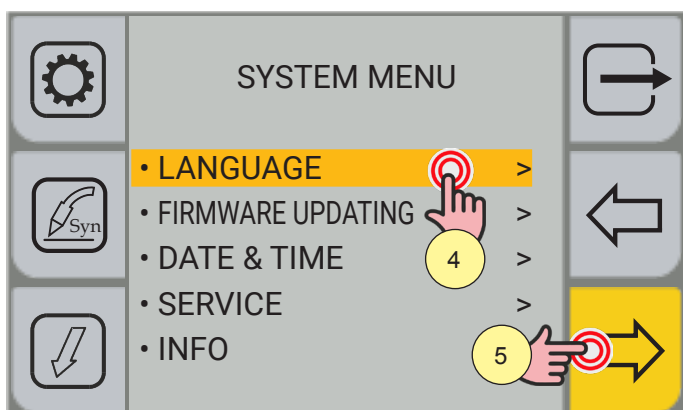 SYSTEM MENU
• LANGUAGE >
• FIRMWARE UPDATING >
• DATE & TIME >
• SERVICE >
• INFO
Syn
4
5